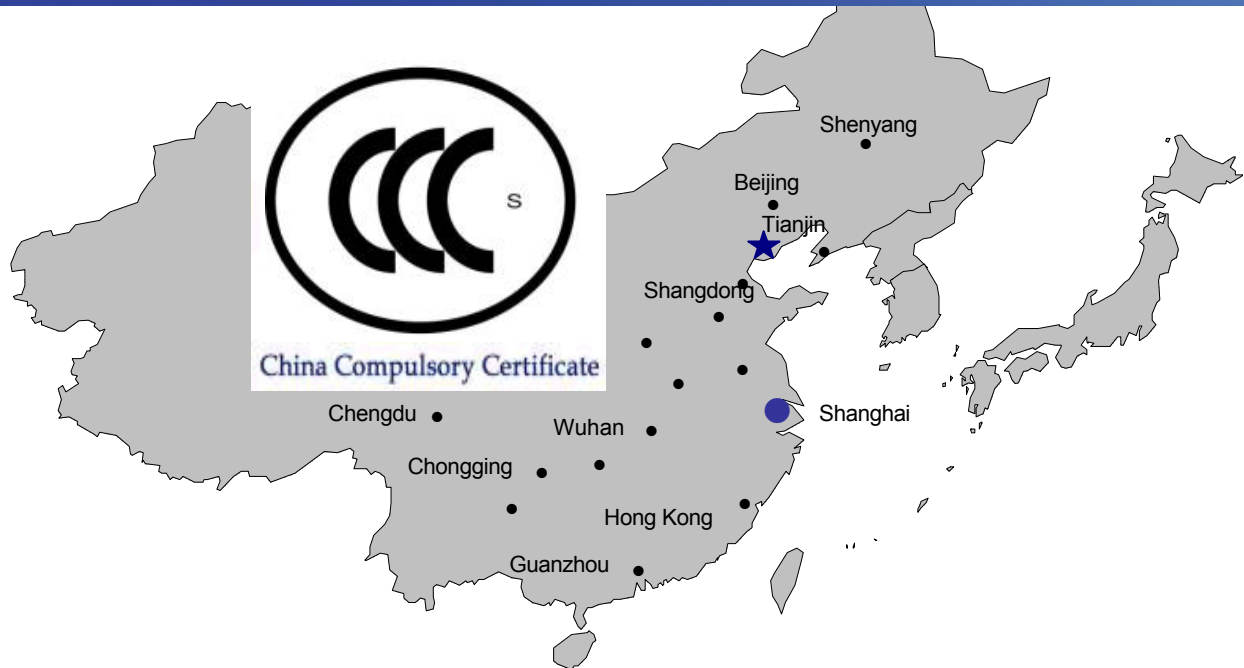 Shenyang
Beijing
CCC
S
Tianjin
Shangdong
China Compulsory Certificate
Chengdu
Wuhan
Shanghai
Chongging
Hong Kong
Guanzhou